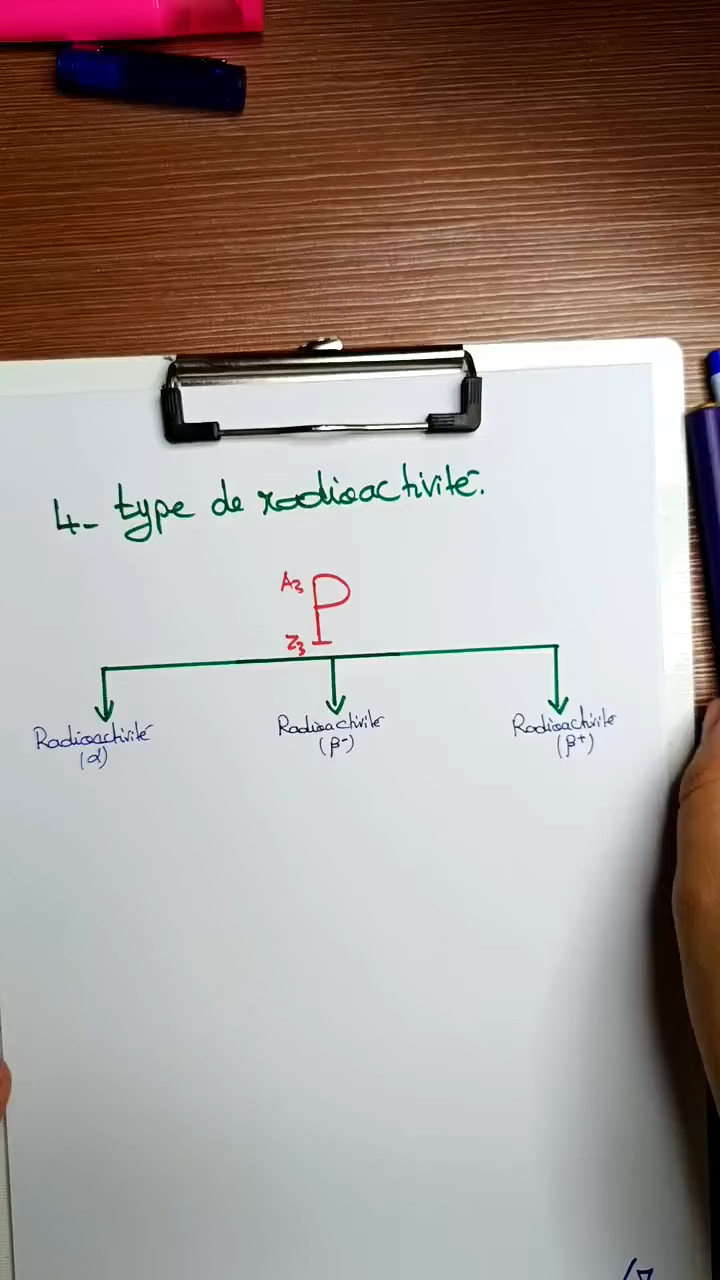 4- type de radioactivité.
A3
P
Z3
Radioactivité Radioactivité Radioactivité
(α) (β-) (β+)